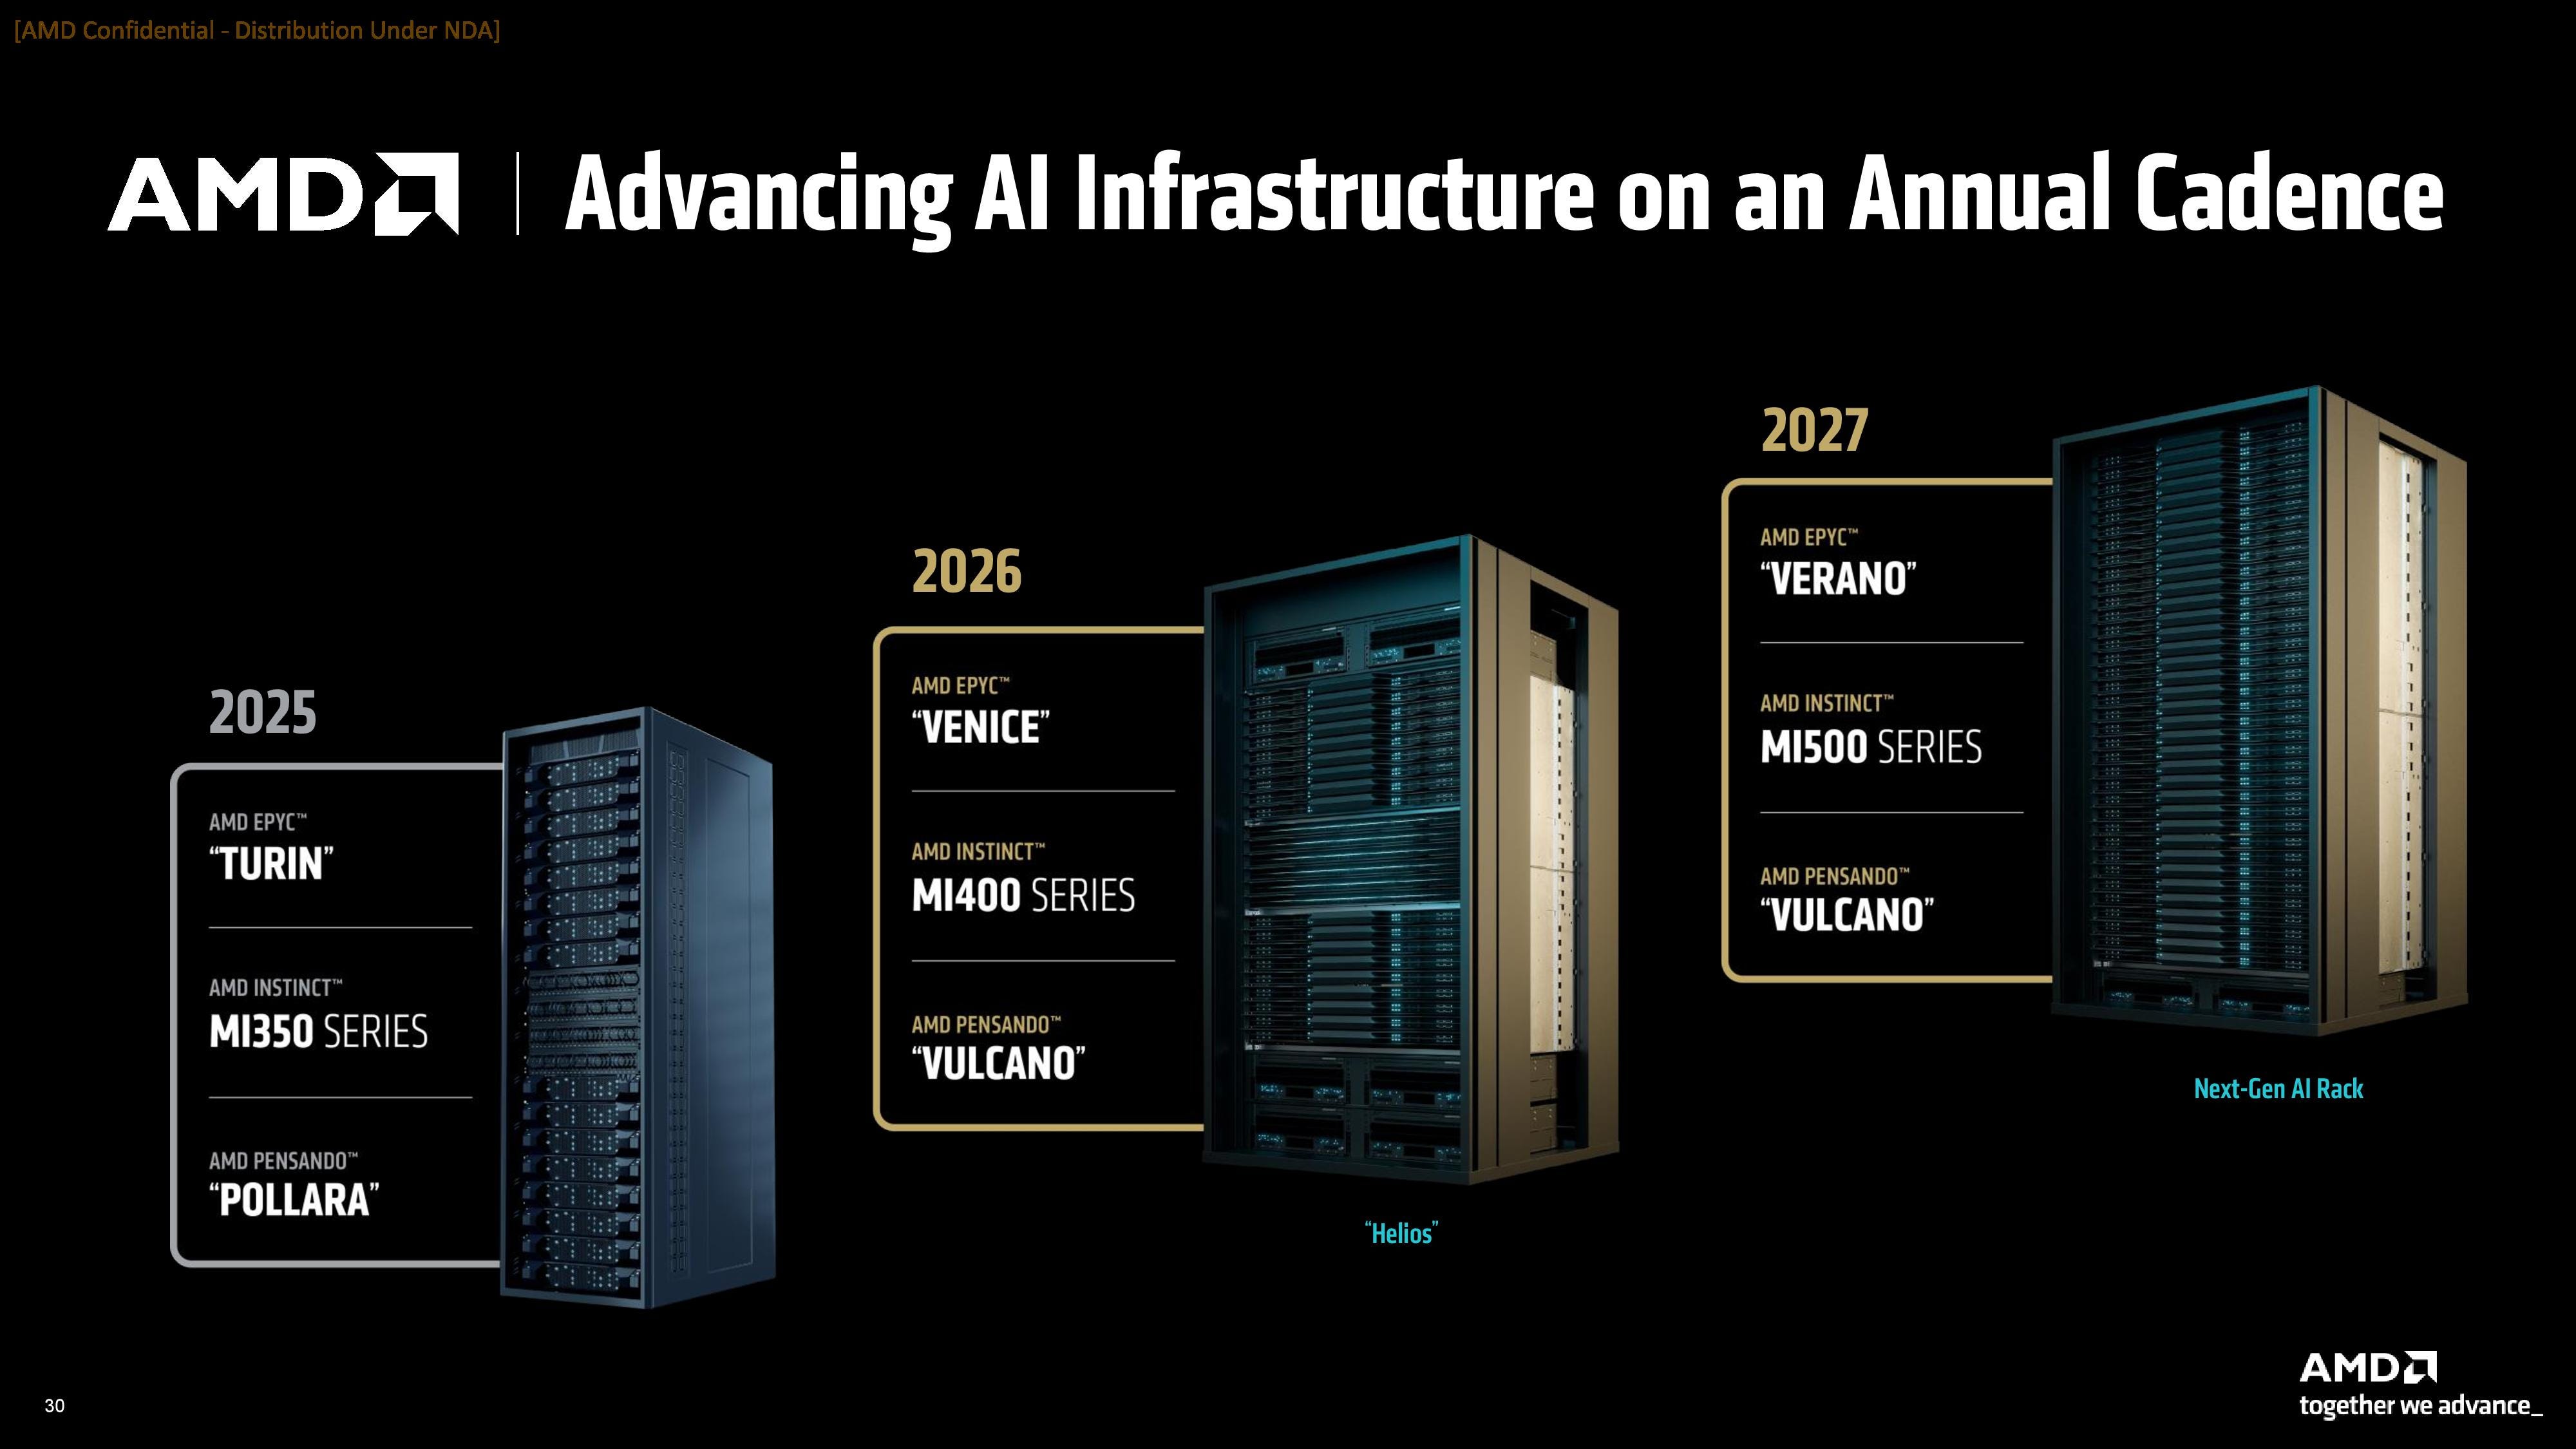 [AMD Confidential - Distribution Under NDA]
AMD | Advancing AI Infrastructure on an Annual Cadence
2025
AMD EPYC™
“TURIN”
AMD INSTINCT™
MI350 SERIES
AMD PENSANDO™
“POLLARA”
2026
AMD EPYC™
“VENICE”
AMD INSTINCT™
MI400 SERIES
AMD PENSANDO™
“VULCANO”
“Helios”
2027
AMD EPYC™
“VERANO”
AMD INSTINCT™
MI500 SERIES
AMD PENSANDO™
“VULCANO”
Next-Gen AI Rack
30
AMD
together we advance_